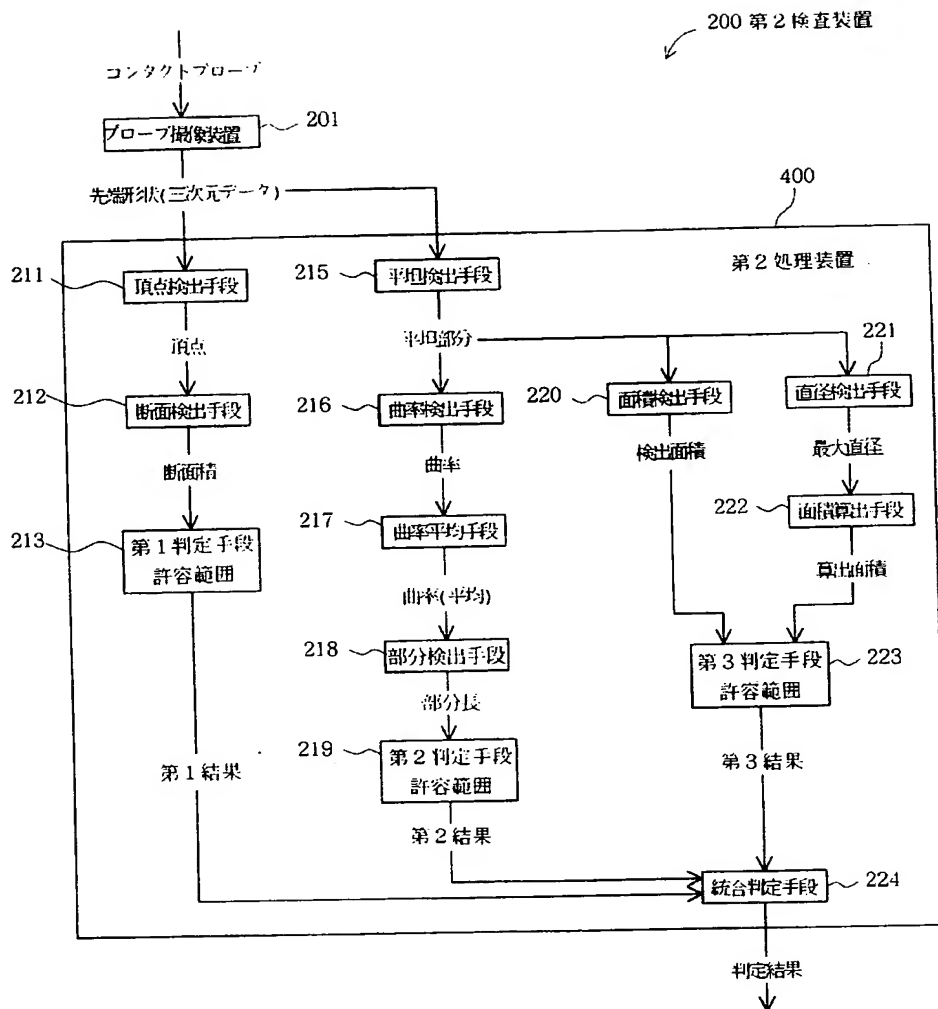 200 第2検査装置
コンタクトプローブ
プローブ撮像装置
201
先端形状(三次元データ)
400
第2処理装置
211
頂点検出手段
215
平坦検出手段
頂点
平坦部分
221
212
断面検出手段
216
曲率検出手段
220
面積検出手段
直径検出手段
断面積
曲率
検出面積
最大直径
213
第1判定手段
許容範囲
217
曲率平均手段
222
面積算出手段
曲率(平均)
算出面積
218
部分検出手段
第3判定手段
許容範囲
223
部分長
219
第2判定手段
許容範囲
第1結果
第3結果
第2結果
統合判定手段
224
判定結果